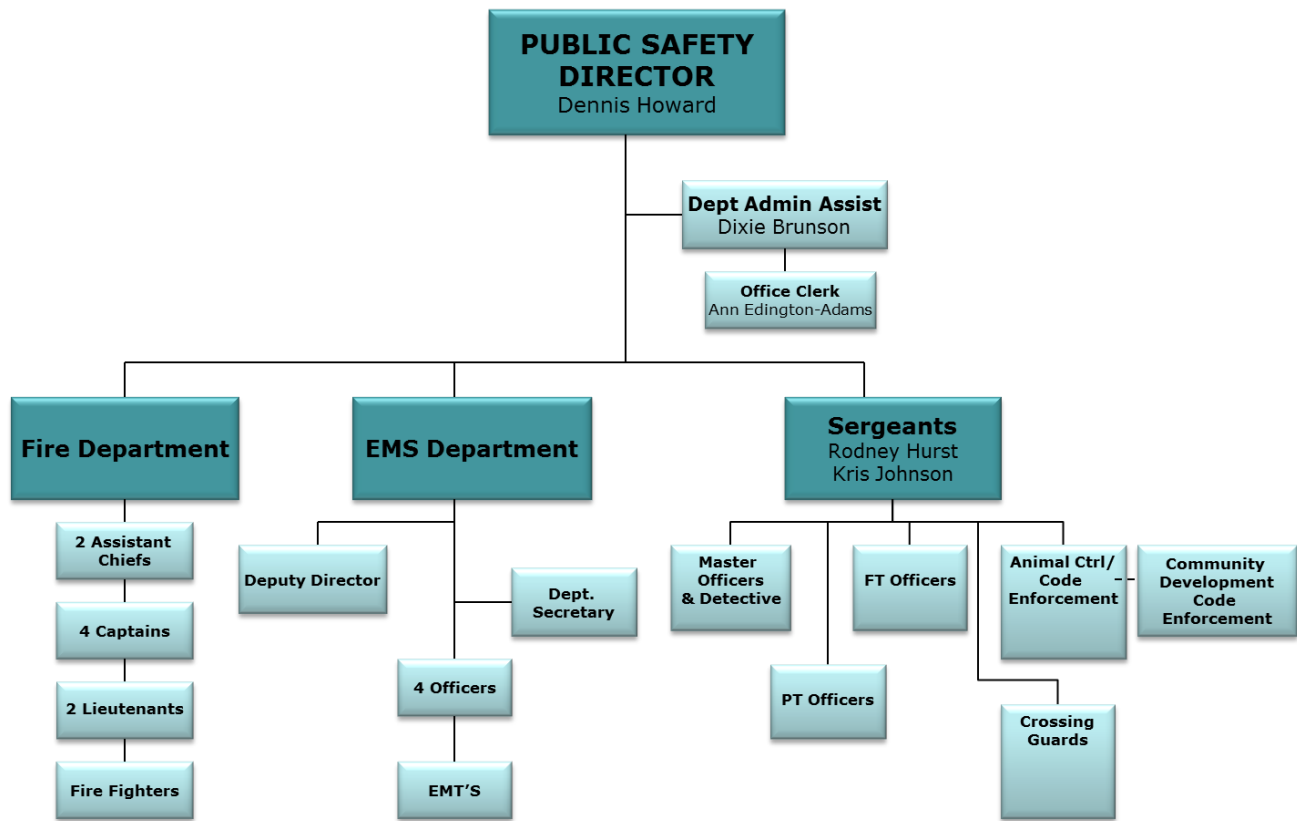 PUBLIC SAFETY
DIRECTOR
Dennis Howard
Dept Admin Assist
Dixie Brunson
Office Clerk
Ann Edington-Adams
Fire Department
2 Assistant
Chiefs
4 Captains
2 Lieutenants
Fire Fighters
EMS Department
Deputy Director
Dept.
Secretary
4 Officers
EMT'S
Sergeants
Rodney Hurst
Kris Johnson
Master
Officers
& Detective
PT Officers
FT Officers
Crossing
Guards
Animal Ctrl/
Code
Enforcement
Community
Development
Code
Enforcement